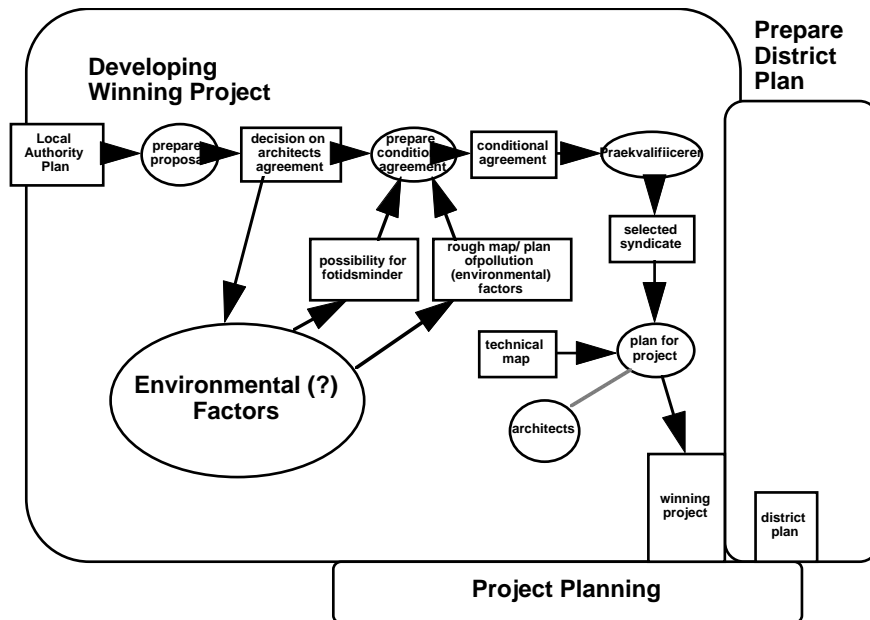 Prepare
District
Plan
Developing
Winning Project
Local
Authority
Plan
prepare
proposal
decision on
architects
agreement
prepare
conditional
agreement
conditional
agreement
Praekvalifiiceren
possibility for
fotidsminder
rough map/ plan
ofpollution
(environmental)
factors
selected
syndicate
technical
map
plan for
project
Environmental (?)
Factors
architects
winning
project
district
plan
Project Planning